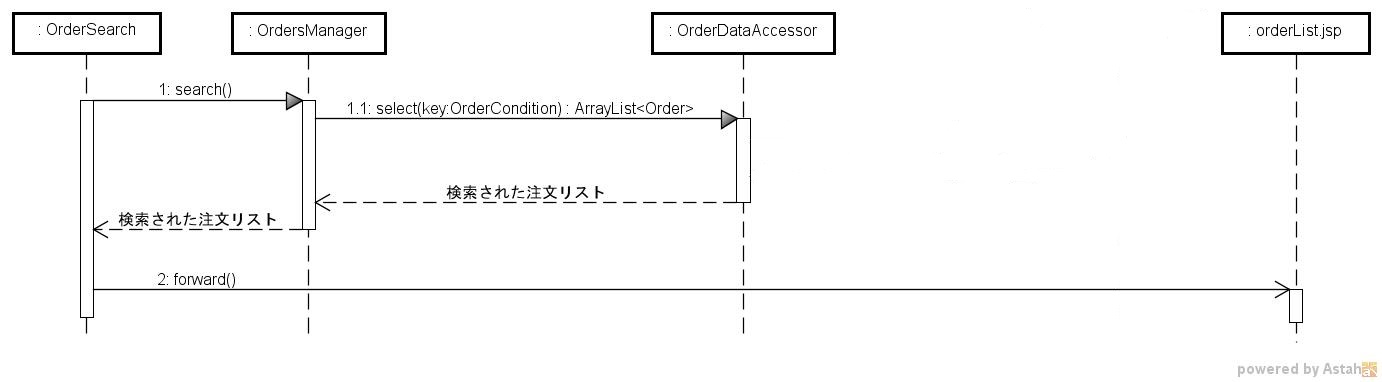 : OrderSearch
: OrdersManager
: OrderDataAccessor
: orderList.jsp
1: search()
1.1: select(key:OrderCondition) : ArrayList<Order>
検索された注文リスト
検索された注文リスト
2: forward()
powered by Astah